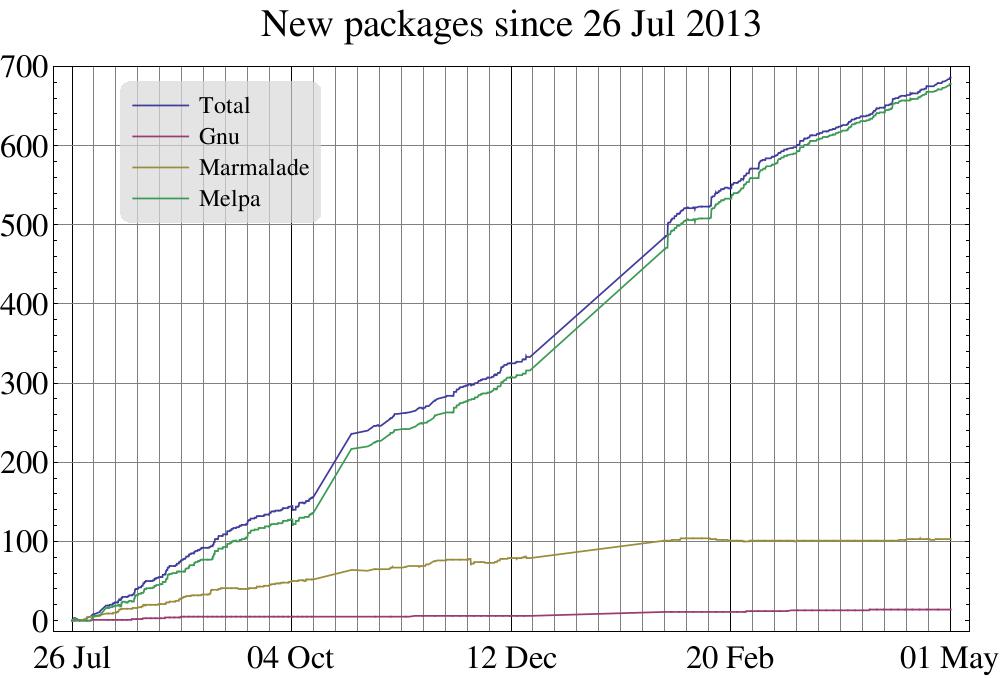 New packages since 26 Jul 2013
700
600
500
400
300
200
100
0
Total
Gnu
Marmalade
Melpa
26 Jul 04 Oct 12 Dec 20 Feb 01 May